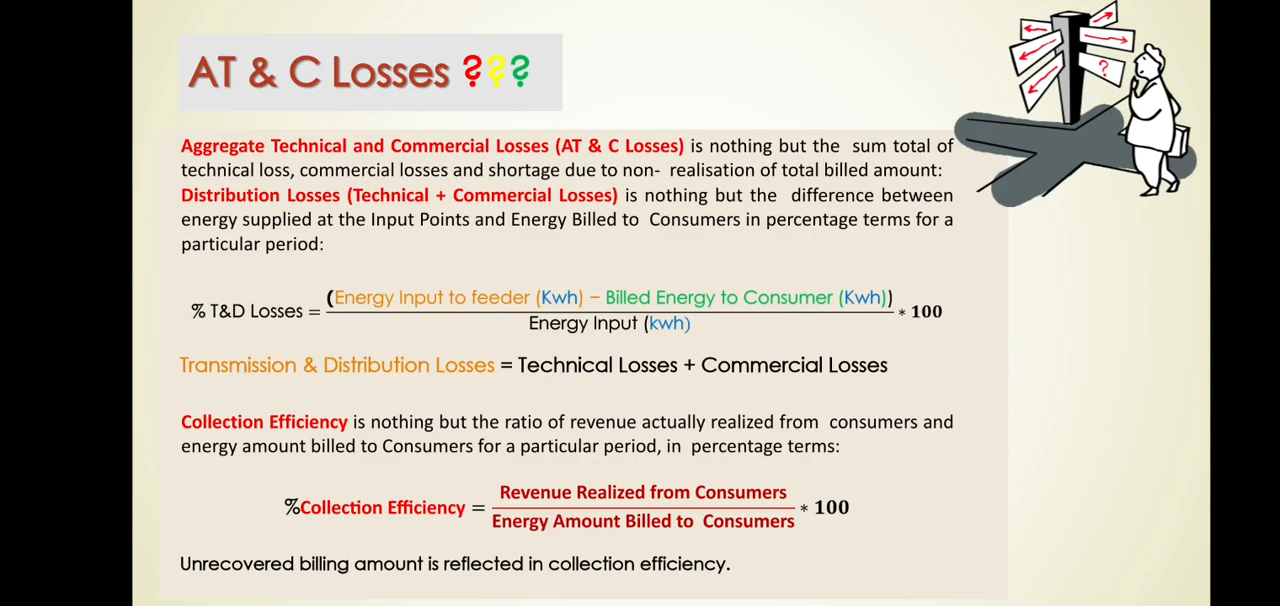 AT & C Losses ???
?
Aggregate Technical and Commercial Losses (AT & C Losses) is nothing but the sum total of
technical loss, commercial losses and shortage due to non- realisation of total billed amount:
Distribution Losses (Technical + Commercial Losses) is nothing but the difference between
energy supplied at the Input Points and Energy Billed to Consumers in percentage terms for a
particular period:
% T&D Losses = (Energy Input to feeder (Kwh) − Billed Energy to Consumer (Kwh)) * 100
Energy Input (kwh)
Transmission & Distribution Losses = Technical Losses + Commercial Losses
Collection Efficiency is nothing but the ratio of revenue actually realized from consumers and
energy amount billed to Consumers for a particular period, in percentage terms:
%Collection Efficiency = Revenue Realized from Consumers * 100
Energy Amount Billed to Consumers
Unrecovered billing amount is reflected in collection efficiency.